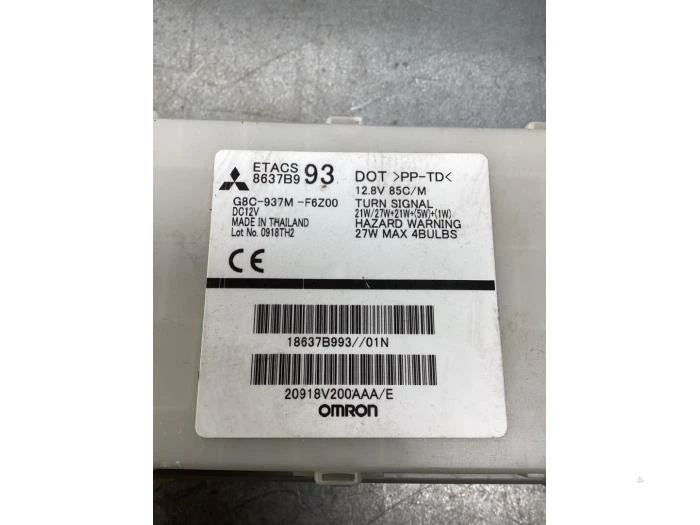 ETACS
8637B9 93
G8C-937M -F6Z00
DC12V
MADE IN THAILAND
Lot No. 0918TH2
DOT >PP-TD<
12.8V 85C/M
TURN SIGNAL
21W/27W+21W+(5W)+(1W)
HAZARD WARNING
27W MAX 4BULBS
CE
18637B993//01N
20918V200AAA/E
OMRON